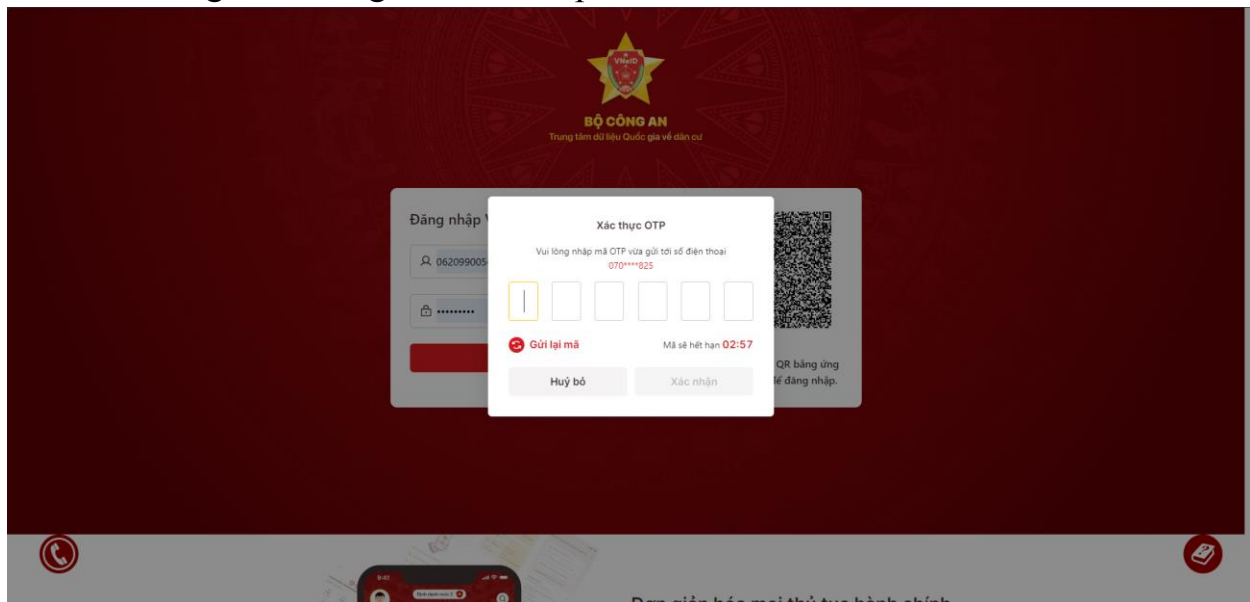 VNeID
BỘ CÔNG AN
Trung tâm dữ liệu Quốc gia về dân cư
Đăng nhập
Xác thực OTP
Vui lòng nhập mã OTP vừa gửi tới số điện thoại
070****825
062099005
•••••••••
Gửi lại mã
Mã sẽ hết hạn 02:57
Huỷ bỏ
Xác nhận
QR bằng ứng
để đăng nhập.
9:41
Đơn giản hóa mọi thủ tục hành chính